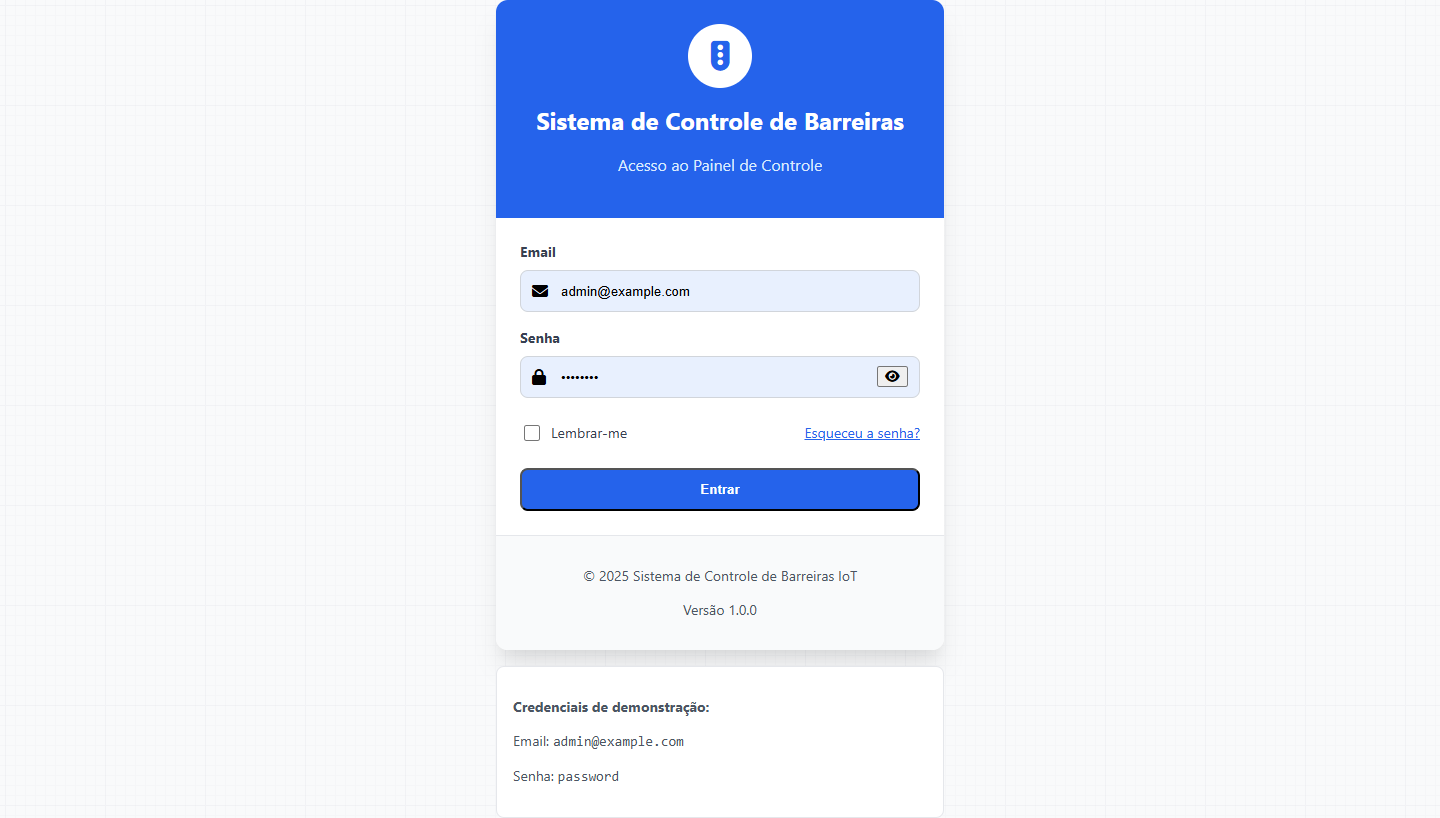 Sistema de Controle de Barreiras
Acesso ao Painel de Controle
Email
admin@example.com
Senha
••••••••
Lembrar-me
Esqueceu a senha?
Entrar
© 2025 Sistema de Controle de Barreiras IoT
Versão 1.0.0
Credenciais de demonstração:
Email: admin@example.com
Senha: password